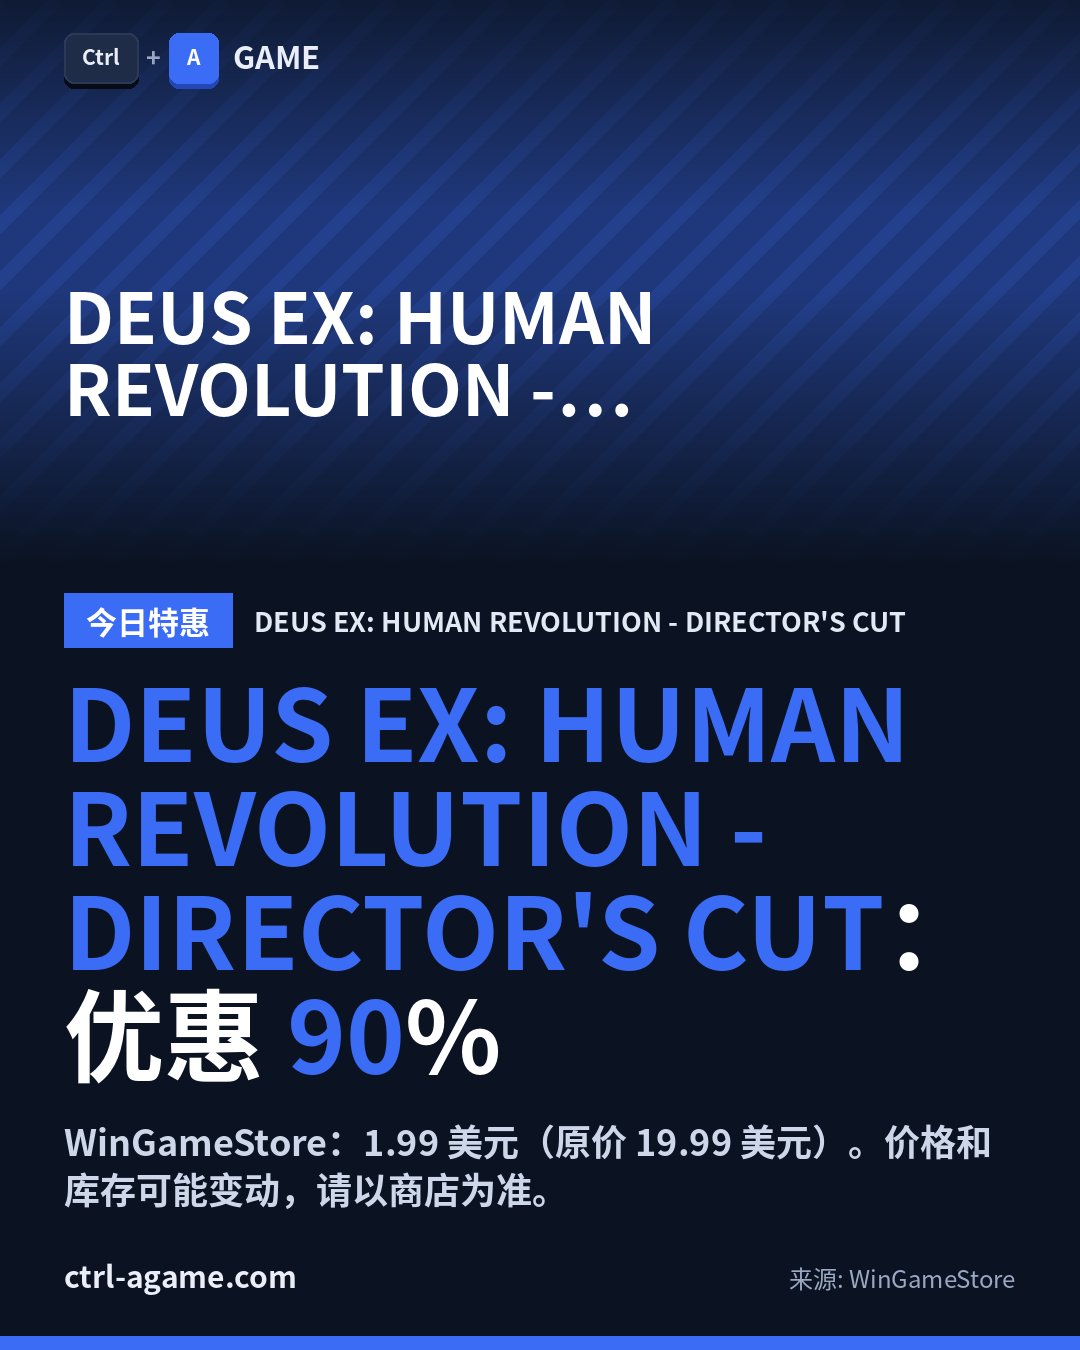 Ctrl + A GAME
DEUS EX: HUMAN
REVOLUTION -...
今日特惠 DEUS EX: HUMAN REVOLUTION - DIRECTOR'S CUT
DEUS EX: HUMAN
REVOLUTION -
DIRECTOR'S CUT：
优惠 90%
WinGameStore：1.99 美元（原价 19.99 美元）。价格和
库存可能变动，请以商店为准。
ctrl-agame.com
来源: WinGameStore